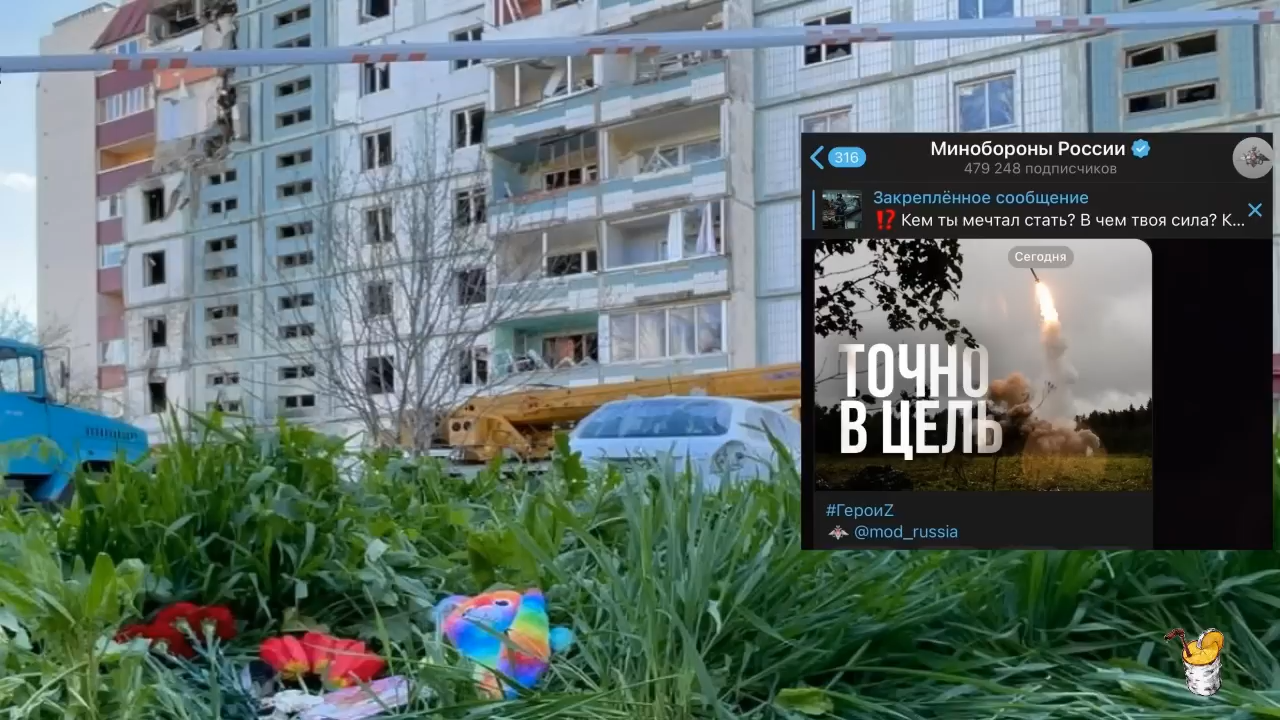 316
Минобороны России
479 248 подписчиков
Закреплённое сообщение
⁉️ Кем ты мечтал стать? В чем твоя сила? К...
Сегодня
ТОЧНО
В ЦЕЛЬ
#ГероиZ
@mod_russia